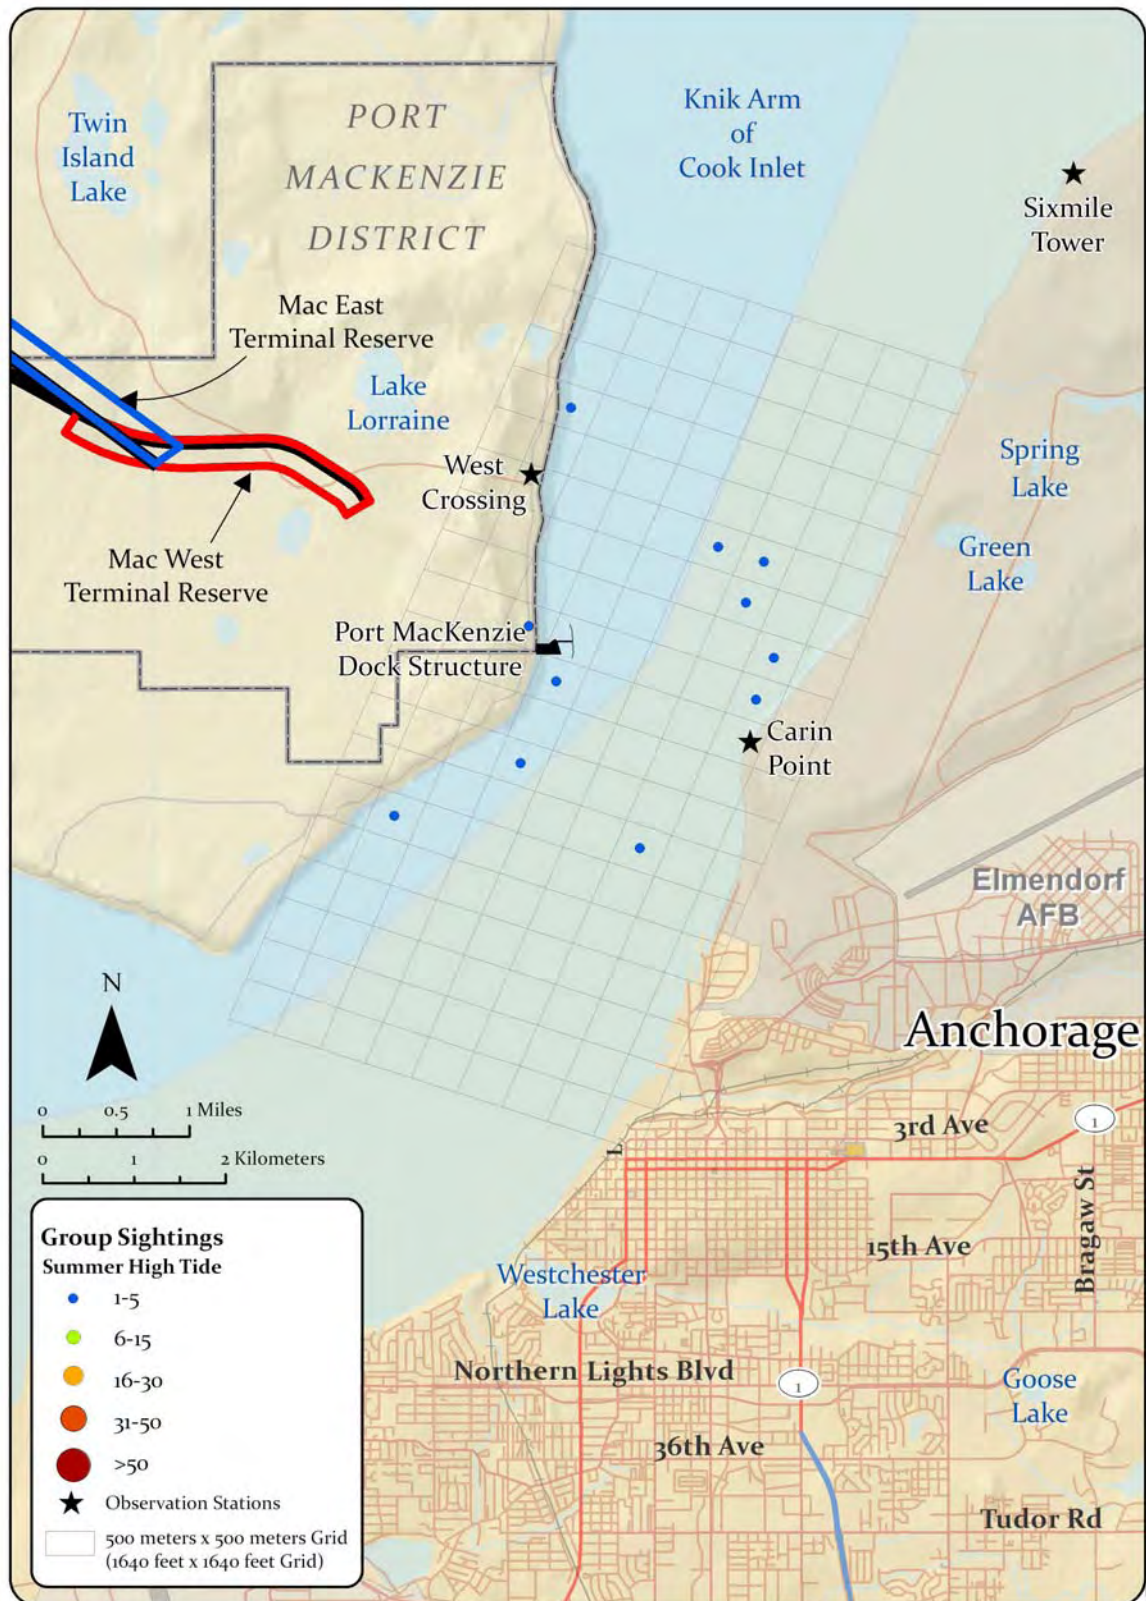 Twin
Island
Lake
PORT
MACKENZIE
DISTRICT
Knik Arm
of
Cook Inlet
Sixmile
Tower
Mac East
Terminal Reserve
Lake
Lorraine
West
Crossing
Spring
Lake
Green
Lake
Mac West
Terminal Reserve
Port MacKenzie
Dock Structure
Carin
Point
Elmendorf
AFB
N
Anchorage
0 0.5 1 Miles
0 1 2 Kilometers
3rd Ave
1
L
Bragaw St
15th Ave
Westchester
Lake
Northern Lights Blvd
1
Goose
Lake
36th Ave
Tudor Rd
Group Sightings
Summer High Tide
1-5
6-15
16-30
31-50
>50
Observation Stations
500 meters x 500 meters Grid
(1640 feet x 1640 feet Grid)